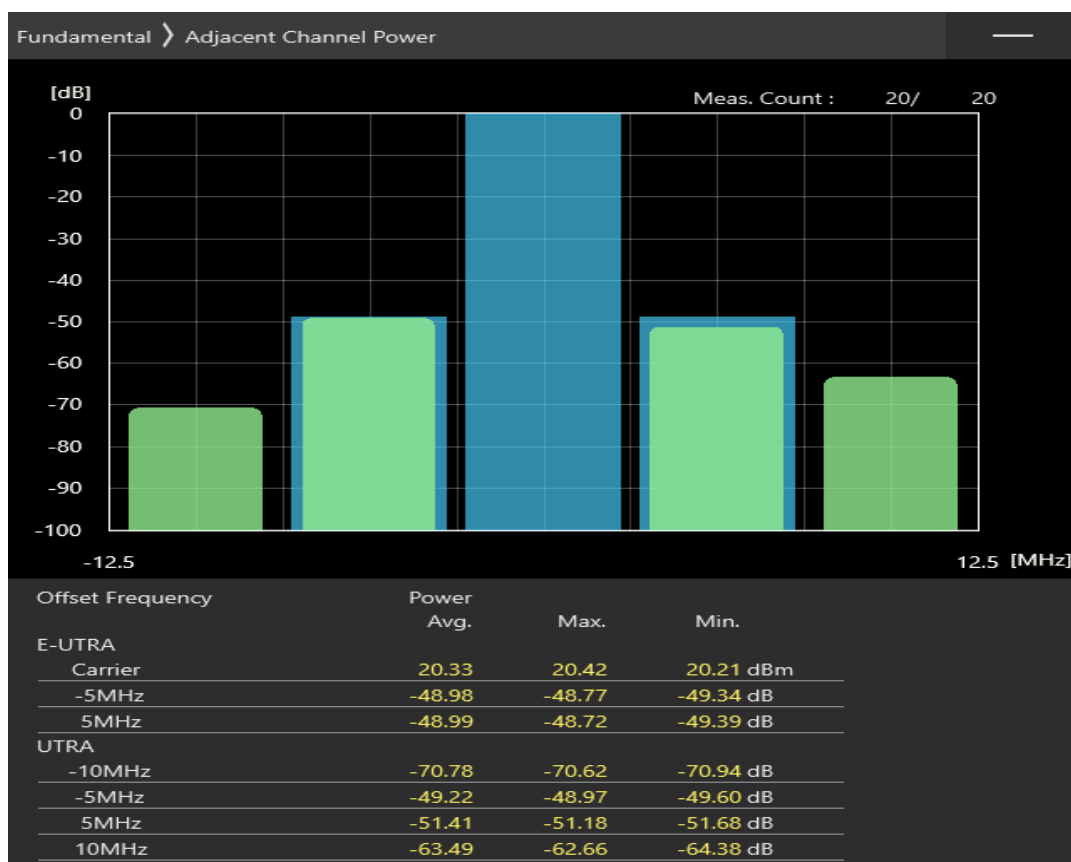 Fundamental ❯ Adjacent Channel Power
[dB]
Meas. Count : 20/ 20
0
-10
-20
-30
-40
-50
-60
-70
-80
-90
-100
-12.5 12.5 [MHz]
Offset Frequency Power
Avg. Max. Min.
E-UTRA
Carrier 20.33 20.42 20.21 dBm
-5MHz -48.98 -48.77 -49.34 dB
5MHz -48.99 -48.72 -49.39 dB
UTRA
-10MHz -70.78 -70.62 -70.94 dB
-5MHz -49.22 -48.97 -49.60 dB
5MHz -51.41 -51.18 -51.68 dB
10MHz -63.49 -62.66 -64.38 dB